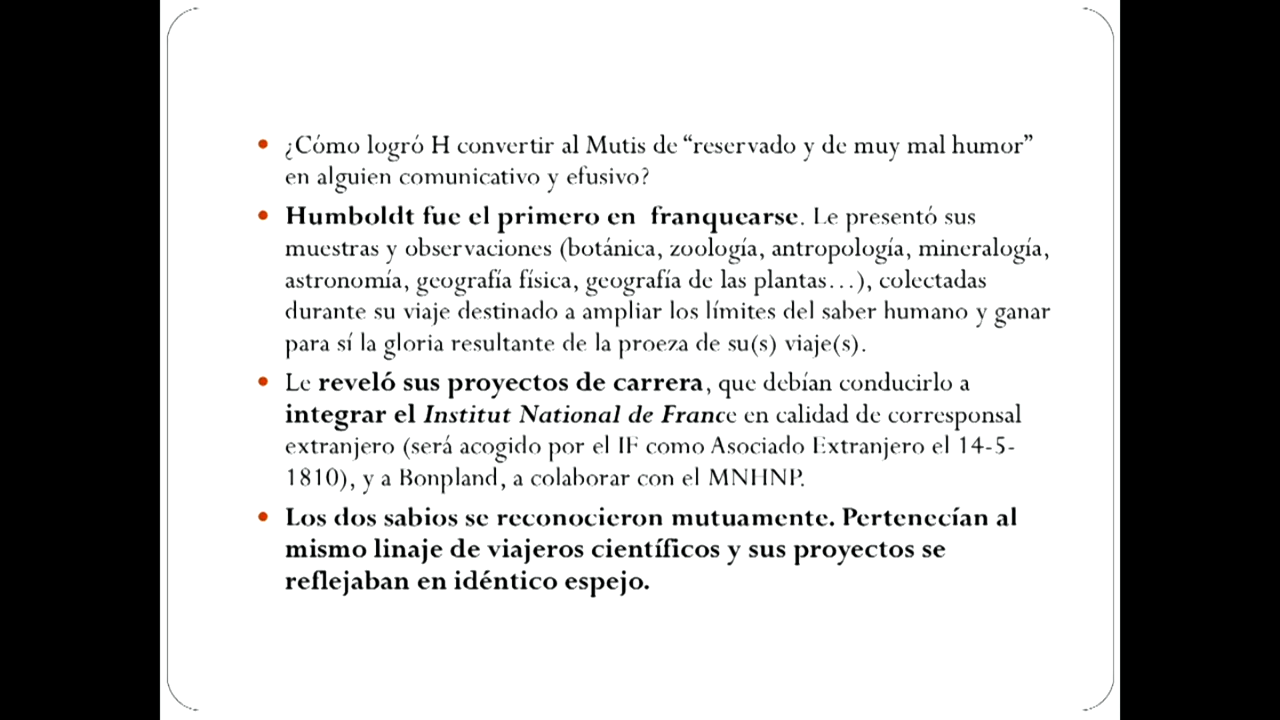 • ¿Cómo logró H convertir al Mutis de “reservado y de muy mal humor”
en alguien comunicativo y efusivo?
• Humboldt fue el primero en franquearse. Le presentó sus
muestras y observaciones (botánica, zoología, antropología, mineralogía,
astronomía, geografía física, geografía de las plantas…), colectadas
durante su viaje destinado a ampliar los límites del saber humano y ganar
para sí la gloria resultante de la proeza de su(s) viaje(s).
• Le reveló sus proyectos de carrera, que debían conducirlo a
integrar el Institut National de France en calidad de corresponsal
extranjero (será acogido por el IF como Asociado Extranjero el 14-5-
1810), y a Bonpland, a colaborar con el MNHNP.
• Los dos sabios se reconocieron mutuamente. Pertenecían al
mismo linaje de viajeros científicos y sus proyectos se
reflejaban en idéntico espejo.